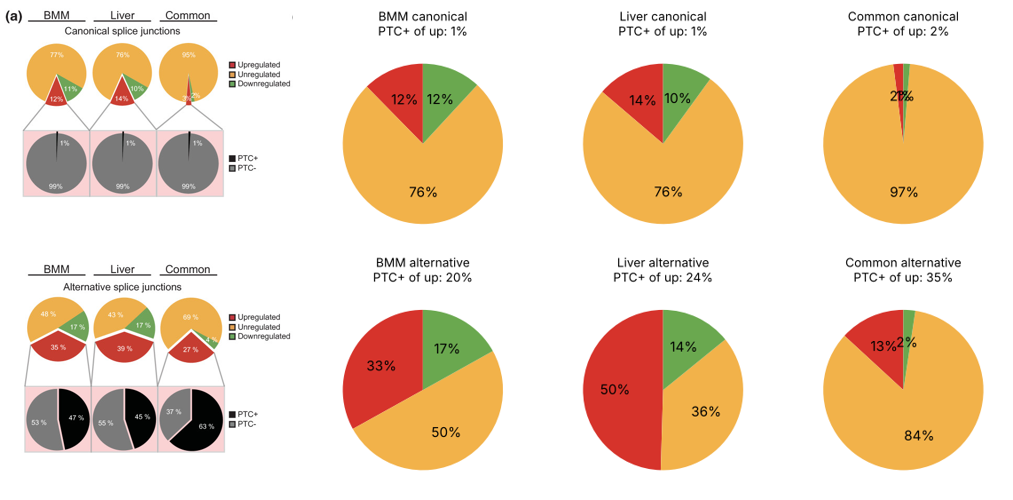 (a)
BMM Liver Common
Canonical splice junctions
77% 76% 95%
11% 10%
12% 14%
Upregulated
Unregulated
Downregulated
1% 1% 1%
99% 99% 99%
PTC+
PTC-
BMM Liver Common
Alternative splice junctions
43 % 69 %
17 % 17 %
35 % 39 % 27 %
Upregulated
Unregulated
Downregulated
53 % 47 % 55 % 45 % 37 % 63 %
PTC+
PTC-
BMM canonical
PTC+ of up: 1%
12% 12%
76%
Liver canonical
PTC+ of up: 1%
14% 10%
76%
Common canonical
PTC+ of up: 2%
97%
BMM alternative
PTC+ of up: 20%
33% 17%
50%
Liver alternative
PTC+ of up: 24%
50% 14%
36%
Common alternative
PTC+ of up: 35%
13% 2%
84%